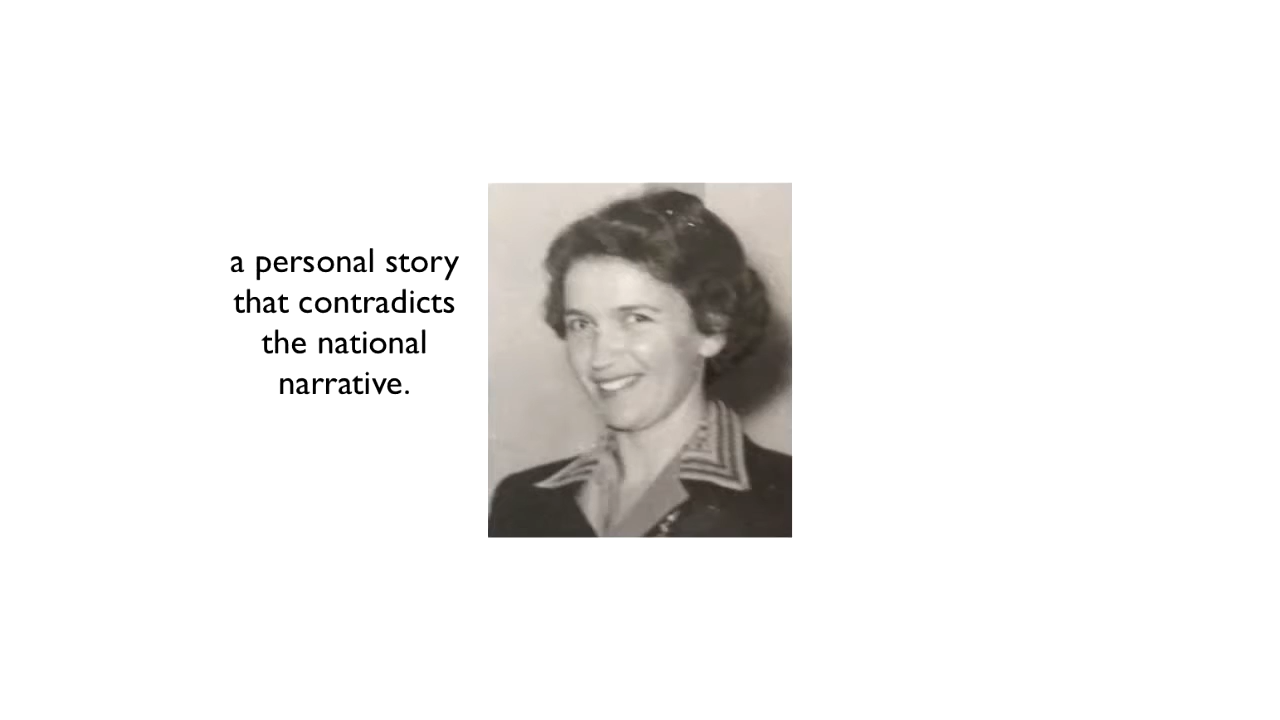 a personal story
that contradicts
the national
narrative.